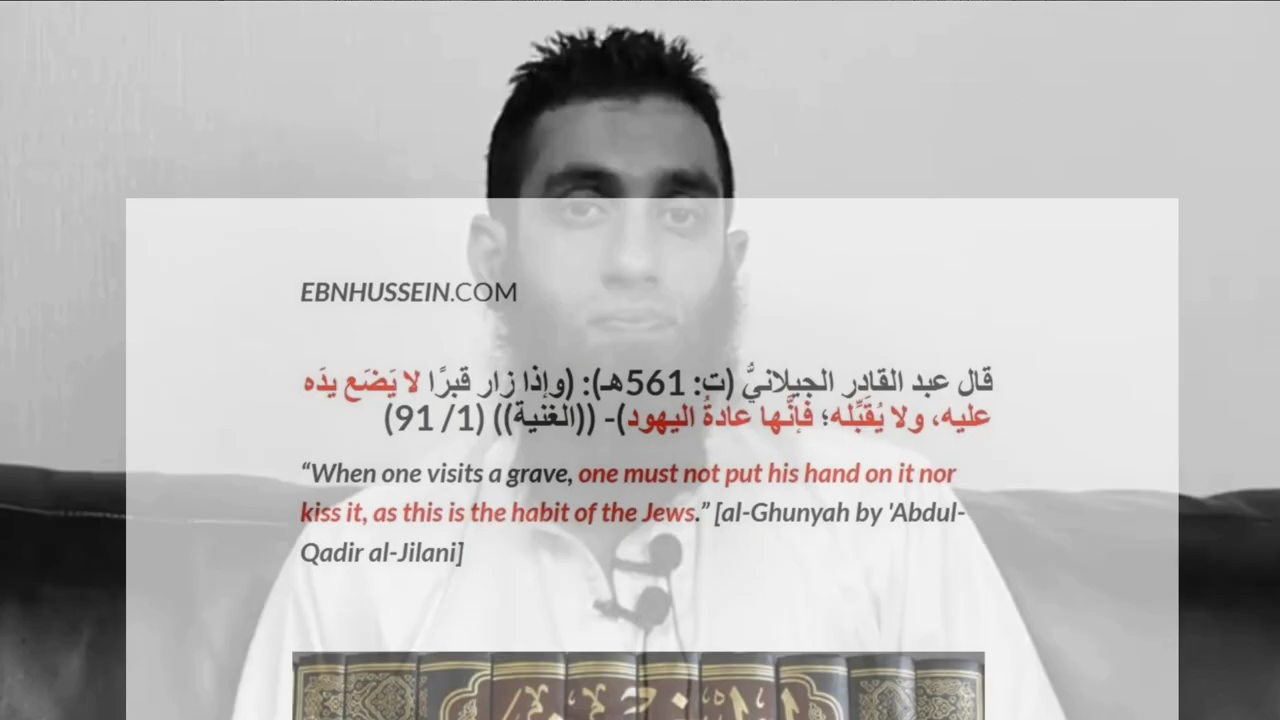 EBNHUSSEIN.COM
قال عبد القادِر الجيلانيُّ (ت: 561هـ): (وإذا زار قبرًا لا يَضَع يدَه
عليه، ولا يُقَبِّله؛ فإنَّها عادةُ اليهود)- ((الغنية)) (1/ 91)
“When one visits a grave, one must not put his hand on it nor
kiss it, as this is the habit of the Jews.” [al-Ghunyah by 'Abdul-
Qadir al-Jilani]